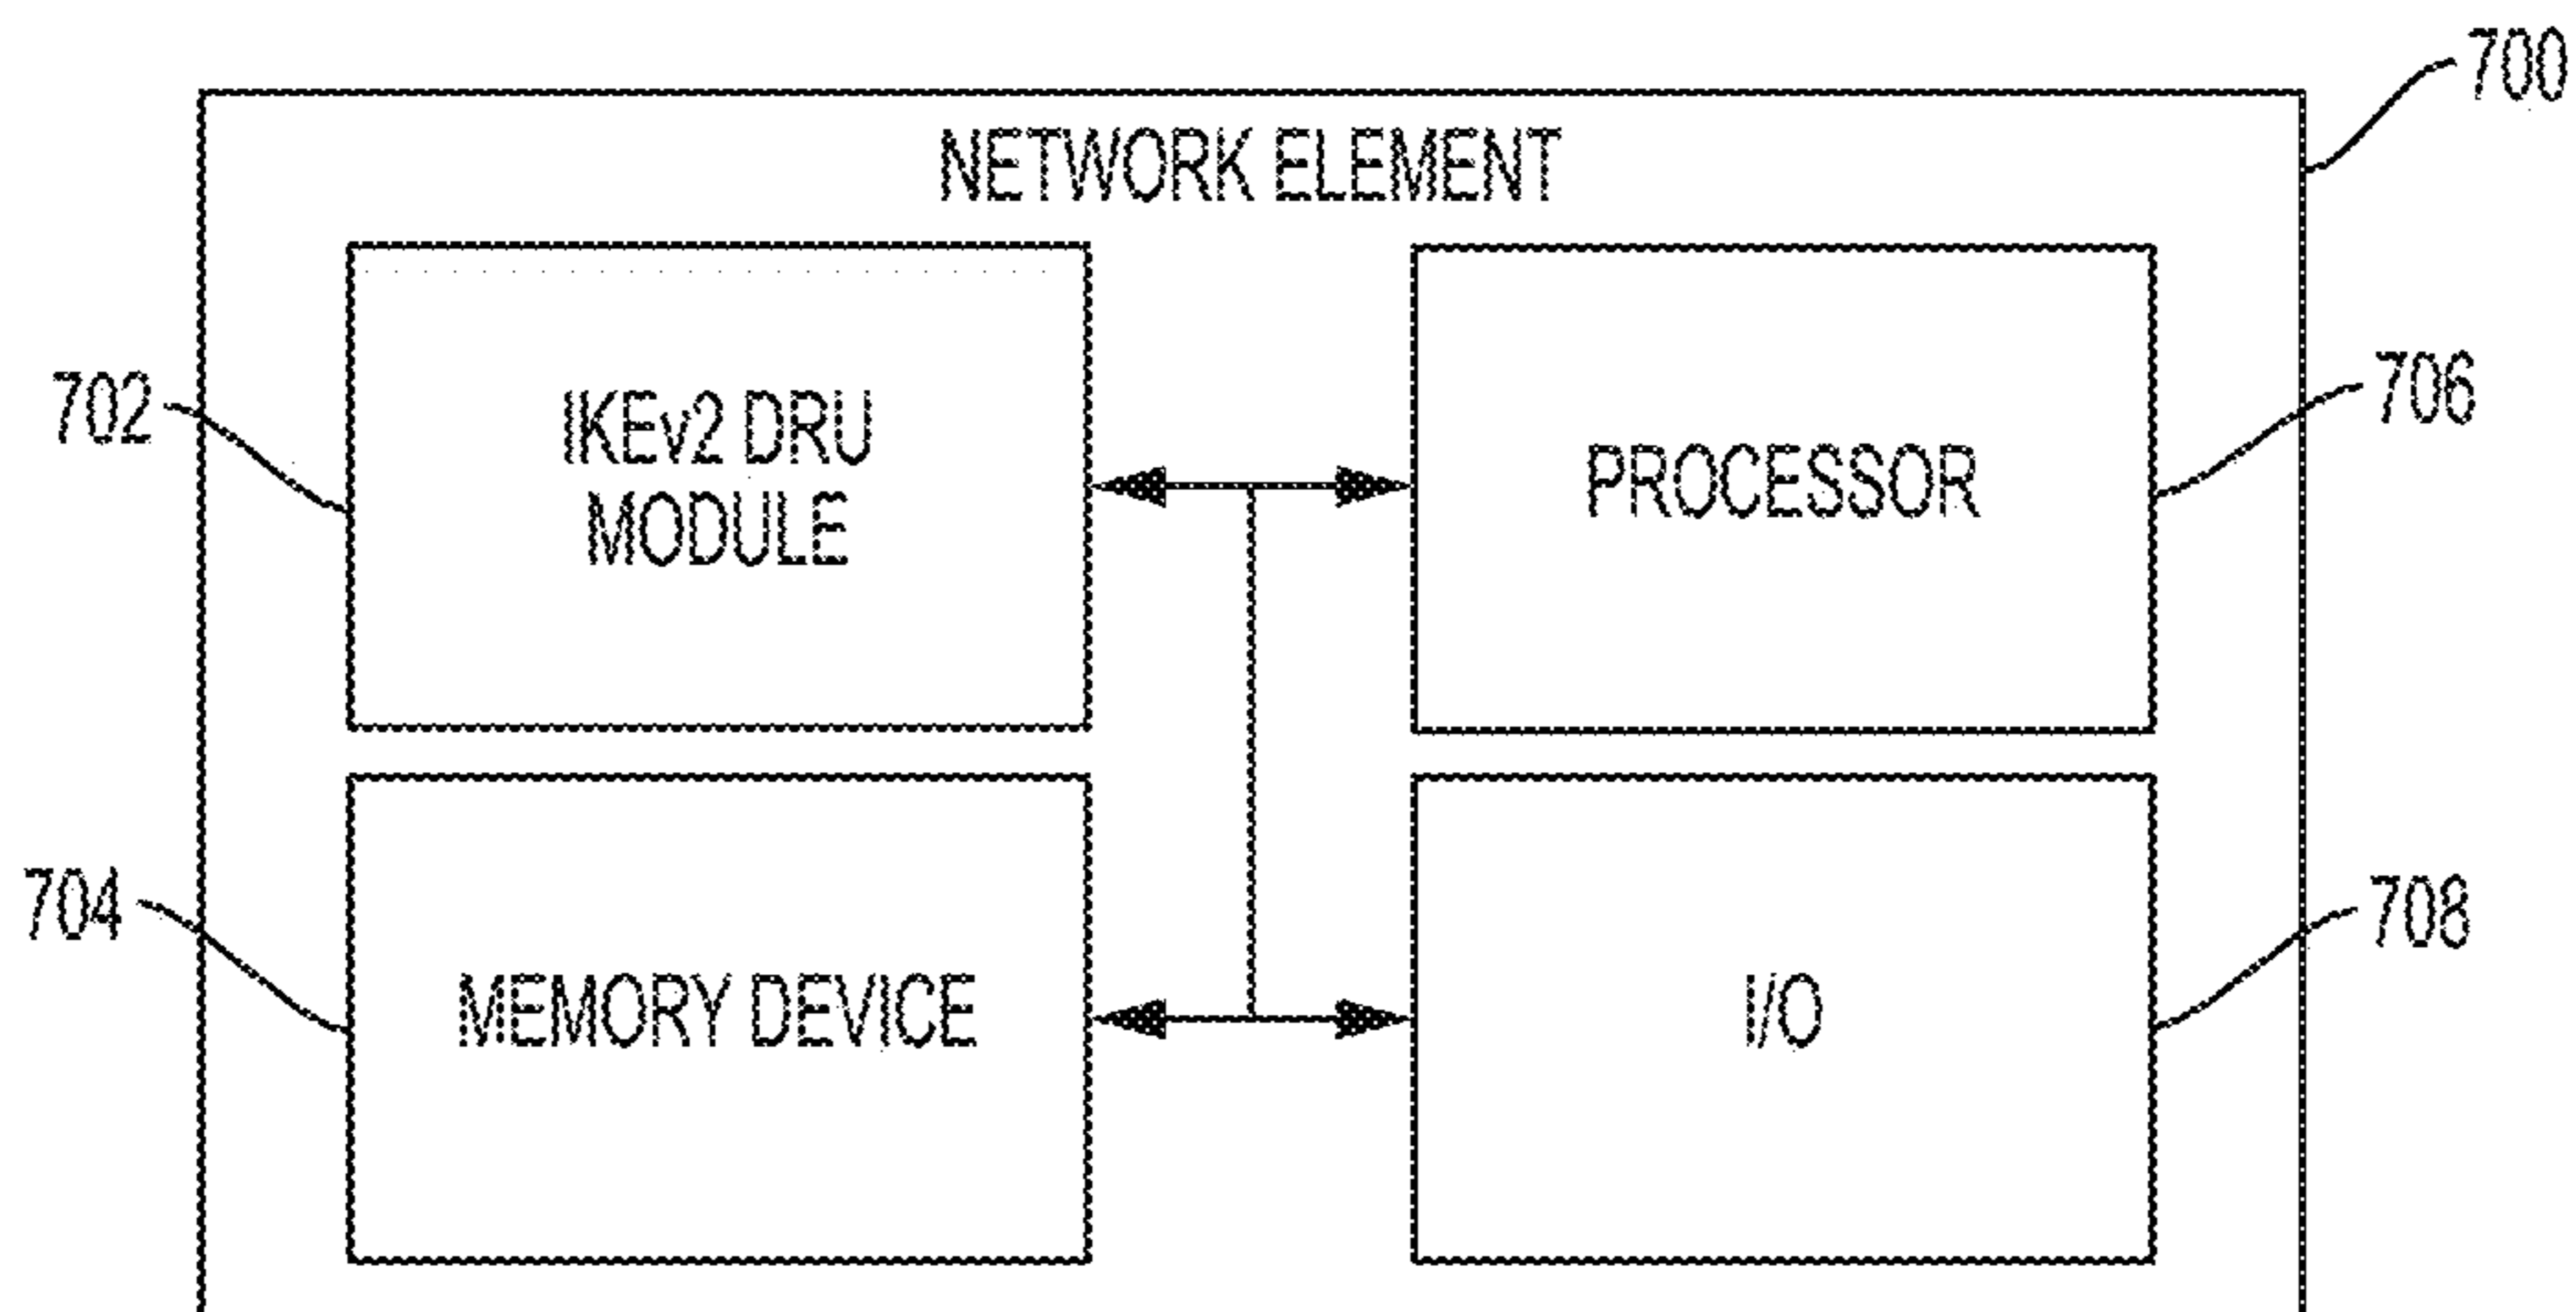 700
NETWORK ELEMENT
702
IKEv2 DRU
MODULE
706
PROCESSOR
704
MEMORY DEVICE
708
I/O